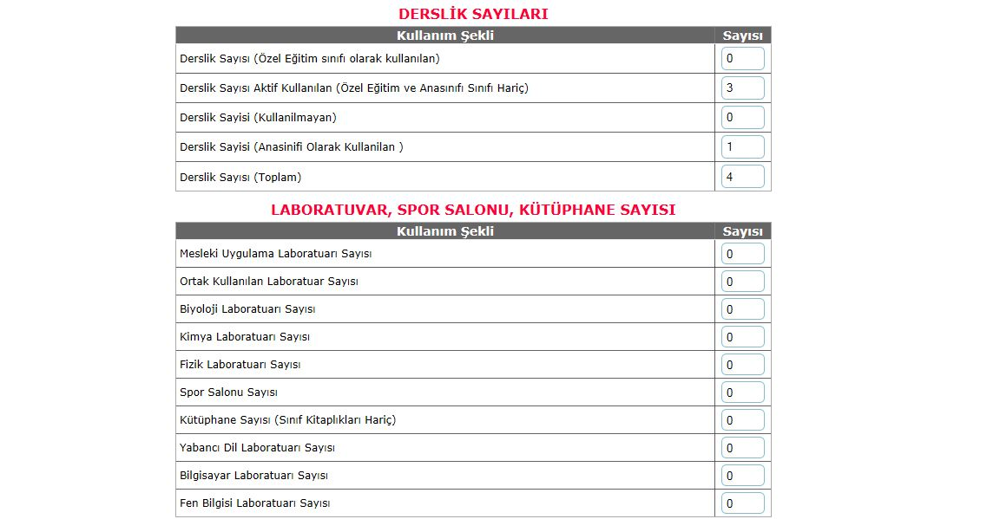 DERSLİK SAYILARI
Kullanım Şekli Sayısı
Derslik Sayısı (Özel Eğitim sınıfı olarak kullanılan) 0
Derslik Sayısı Aktif Kullanılan (Özel Eğitim ve Anasınıfı Sınıfı Hariç) 3
Derslik Sayisi (Kullanilmayan) 0
Derslik Sayisi (Anasinifi Olarak Kullanilan ) 1
Derslik Sayısı (Toplam) 4
LABORATUVAR, SPOR SALONU, KÜTÜPHANE SAYISI
Kullanım Şekli Sayısı
Mesleki Uygulama Laboratuarı Sayısı 0
Ortak Kullanılan Laboratuar Sayısı 0
Biyoloji Laboratuarı Sayısı 0
Kimya Laboratuarı Sayısı 0
Fizik Laboratuarı Sayısı 0
Spor Salonu Sayısı 0
Kütüphane Sayısı (Sınıf Kitaplıkları Hariç) 0
Yabancı Dil Laboratuarı Sayısı 0
Bilgisayar Laboratuarı Sayısı 0
Fen Bilgisi Laboratuarı Sayısı 0